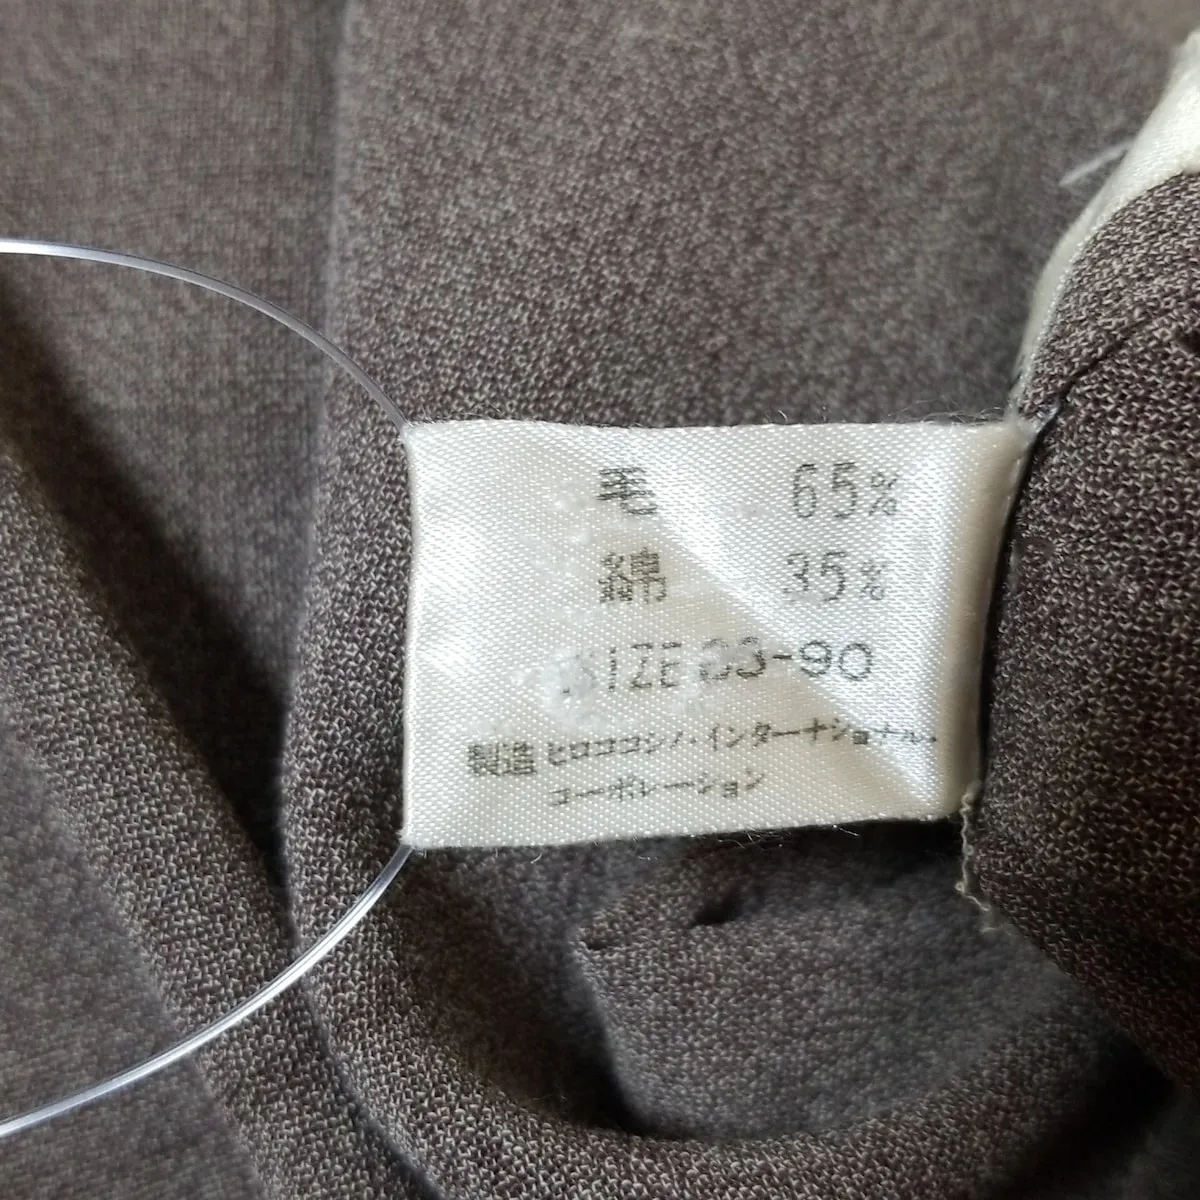 毛 65%
綿 35%
SIZE 63-90
製造 ヒロココシノ・インターナショナル・
コーポレーション